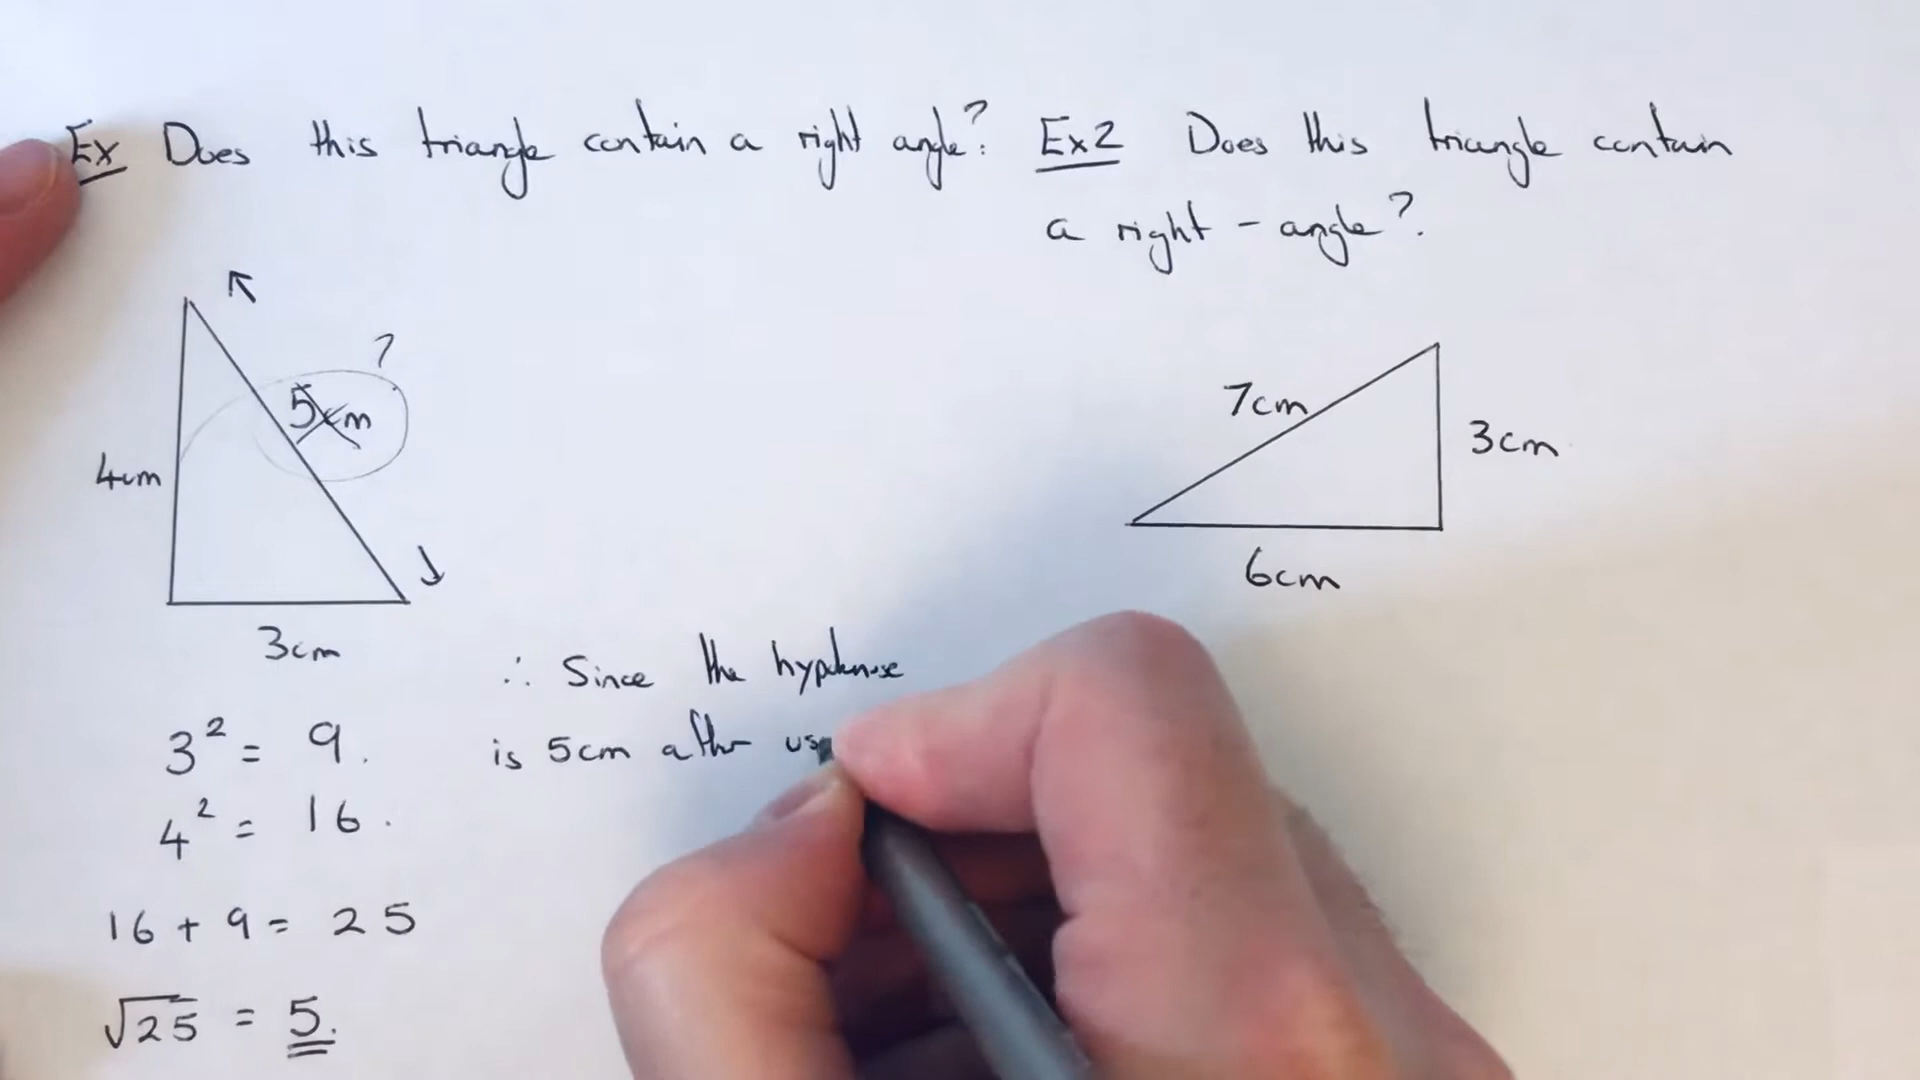 Ex Does this triangle contain a right angle?
?
5cm
4cm
3cm
3² = 9.
4² = 16.
16 + 9 = 25
√25 = 5.
∴ Since the hypotenuse
is 5cm after us
Ex2 Does this triangle contain
a right - angle?
7cm
3cm
6cm